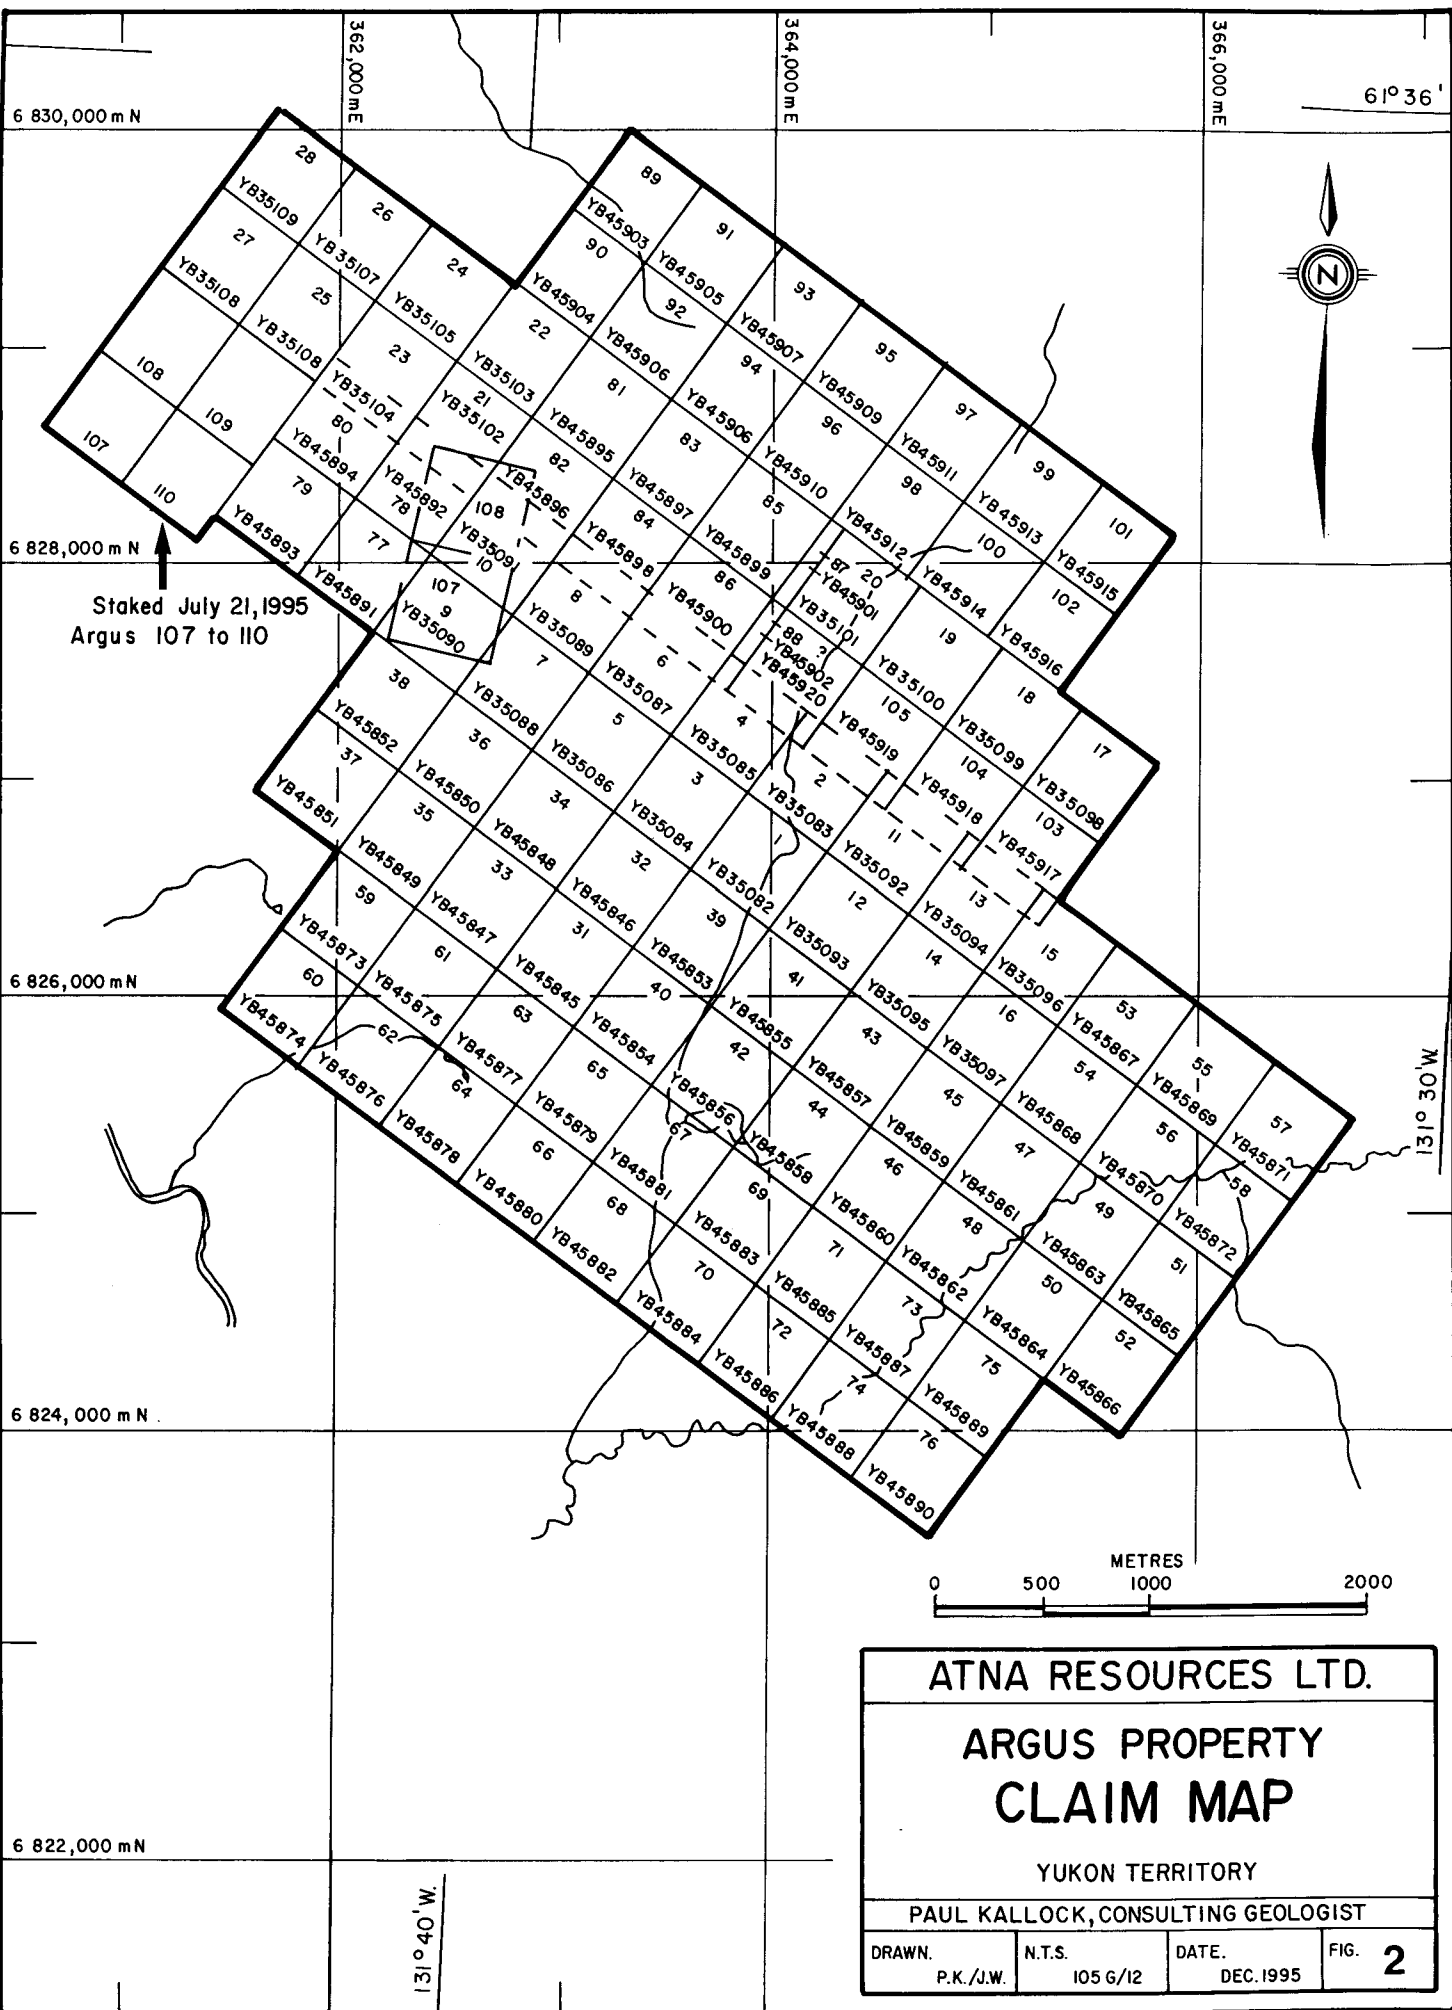 362,000 mE
364,000 mE
366,000 mE
61° 36'
6 830,000 m N
28
YB35109
27
YB35108
26
YB35107
25
YB35108
24
YB35105
23
YB35104
22
YB35103
21
YB35102
108
109
107
110
80
YB45894
79
YB45893
YB45892
78
77
YB45891
89
YB45903
90
YB45904
91
YB45905
92
YB45906
93
YB45907
94
YB45906
95
YB45909
96
YB45910
97
YB45911
98
YB45912
99
YB45913
100
YB45914
101
YB45915
102
YB45916
81
YB45895
82
YB45896
83
YB45897
84
YB45898
85
YB45899
86
YB45900
87
YB45901
88 ?
YB45902
YB45920
20
YB35101
19
YB35100
18
YB35099
17
YB35098
105
YB45919
104
YB45918
103
YB45917
N
6 828,000 m N
Staked July 21, 1995
Argus 107 to 110
108
YB35091
10
107
9
YB35090
8
YB35089
7
YB35088
6
YB35087
5
YB35086
4
YB35085
3
YB35084
2
YB35083
1
YB35082
11
YB35092
12
YB35093
13
YB35094
14
YB35095
15
YB35096
16
YB35097
38
YB45852
37
YB45851
36
YB45850
35
YB45849
34
YB45848
33
YB45847
32
YB45846
31
YB45845
39
YB45853
40
YB45854
41
YB45855
42
YB45856
43
YB45857
44
YB45858
45
YB45859
46
YB45860
47
YB45861
48
YB45862
49
YB45863
50
YB45864
51
YB45865
52
YB45866
53
YB45867
54
YB45868
55
YB45869
56
YB45870
57
YB45871
58
YB45872
6 826,000 m N
59
YB45873
60
YB45874
61
YB45875
62
YB45876
63
YB45877
64
YB45878
65
YB45879
66
YB45880
67
YB45881
68
YB45882
69
YB45883
70
YB45884
71
YB45885
72
YB45886
73
YB45887
74
YB45888
75
YB45889
76
YB45890
131° 30' W.
6 824,000 m N.
METRES
0 500 1000 2000
6 822,000 m N
131° 40' W.
ATNA RESOURCES LTD.
ARGUS PROPERTY
CLAIM MAP
YUKON TERRITORY
PAUL KALLOCK, CONSULTING GEOLOGIST
DRAWN. P.K./J.W.
N.T.S. 105 G/12
DATE. DEC. 1995
FIG. 2